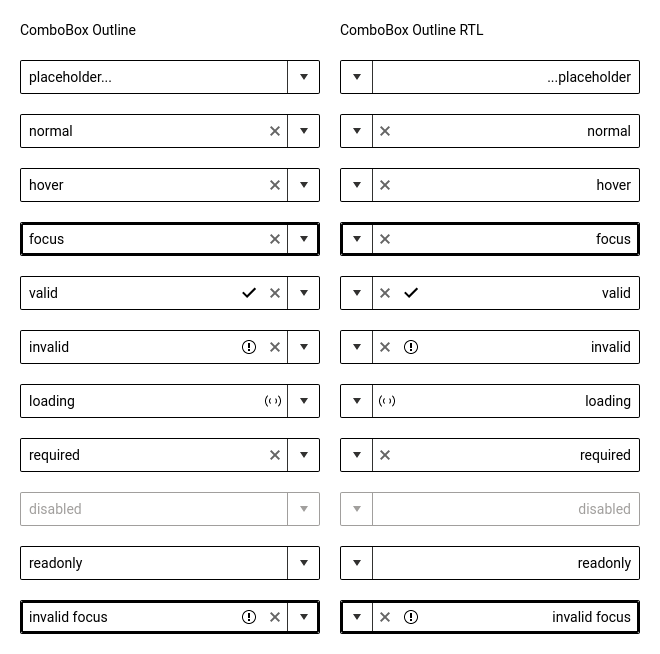 ComboBox Outline
ComboBox Outline RTL
placeholder...
...placeholder
normal
normal
hover
hover
focus
focus
valid
valid
invalid
invalid
loading
loading
required
required
disabled
disabled
readonly
readonly
invalid focus
invalid focus